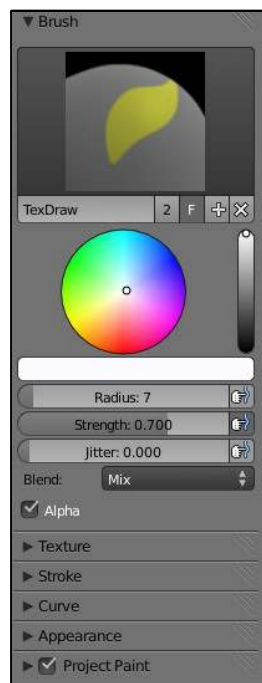 Brush
TexDraw 2 F
Radius: 7
Strength: 0.700
Jitter: 0.000
Blend: Mix
Alpha
Texture
Stroke
Curve
Appearance
Project Paint